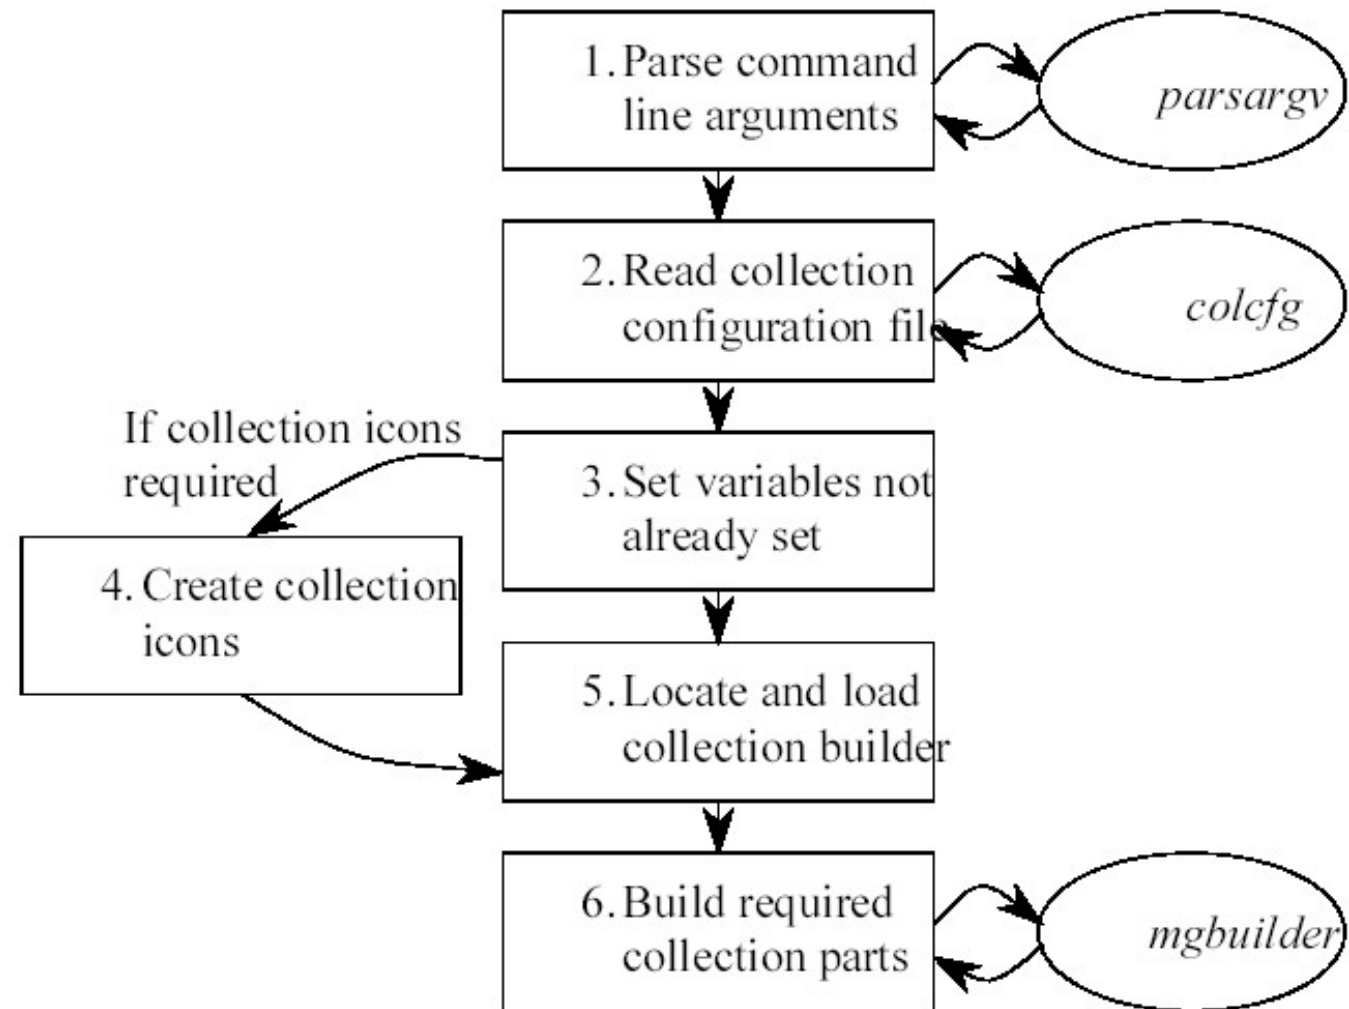 1. Parse command
line arguments
parsargv
2. Read collection
configuration file
colcfg
If collection icons
required
3. Set variables not
already set
4. Create collection
icons
5. Locate and load
collection builder
6. Build required
collection parts
mgbuilder